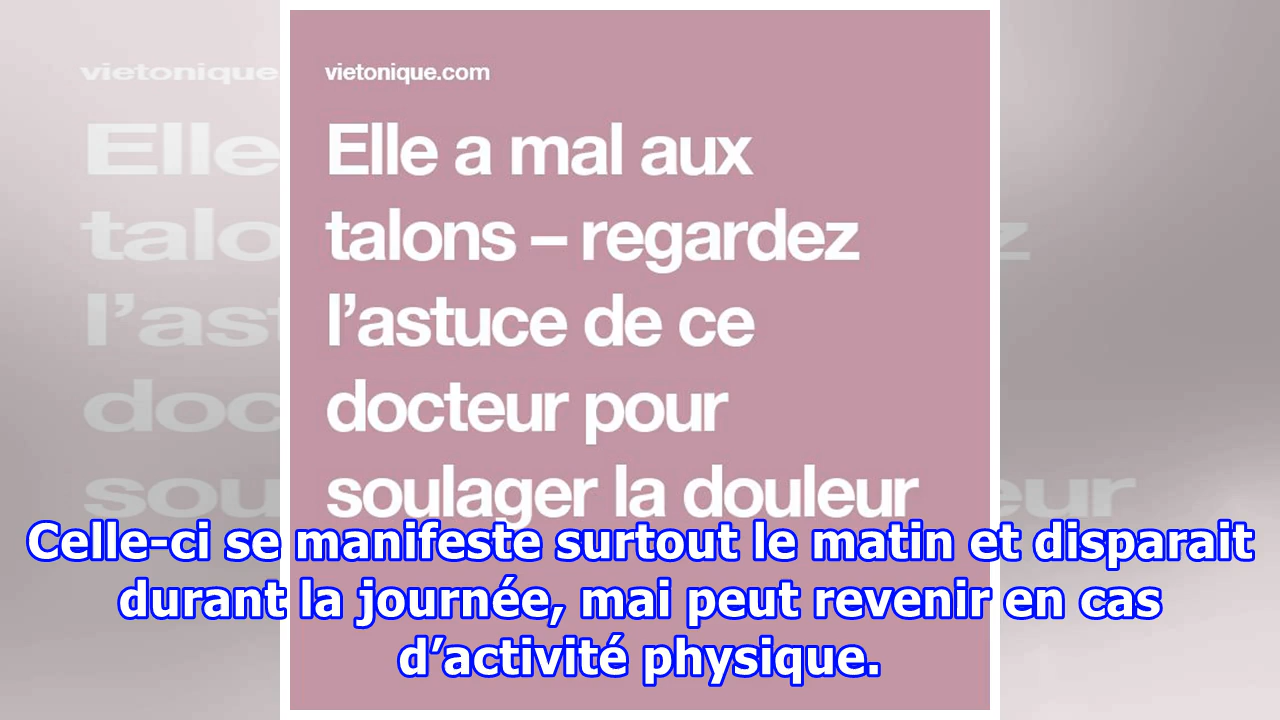 vietonique.com
Elle a mal aux
talons – regardez
l’astuce de ce
docteur pour
soulager la douleur
Celle-ci se manifeste surtout le matin et disparait
durant la journée, mai peut revenir en cas
d’activité physique.